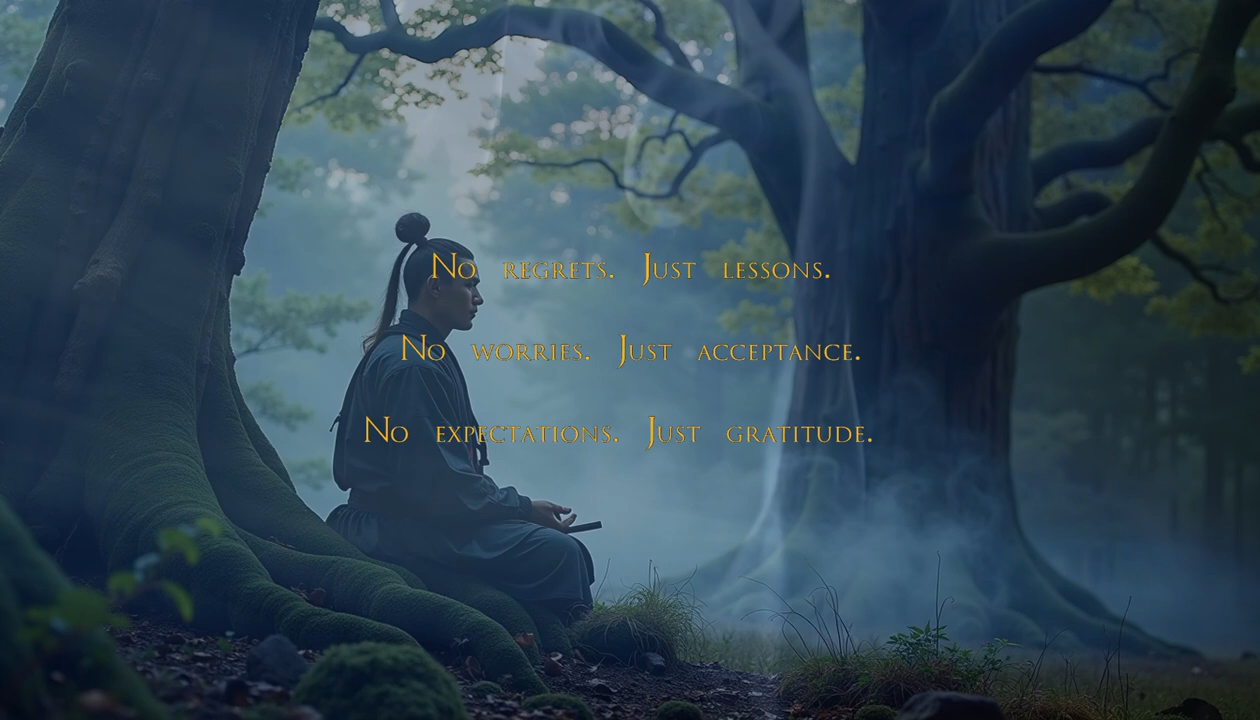 No regrets. Just lessons.
No worries. Just acceptance.
No expectations. Just gratitude.